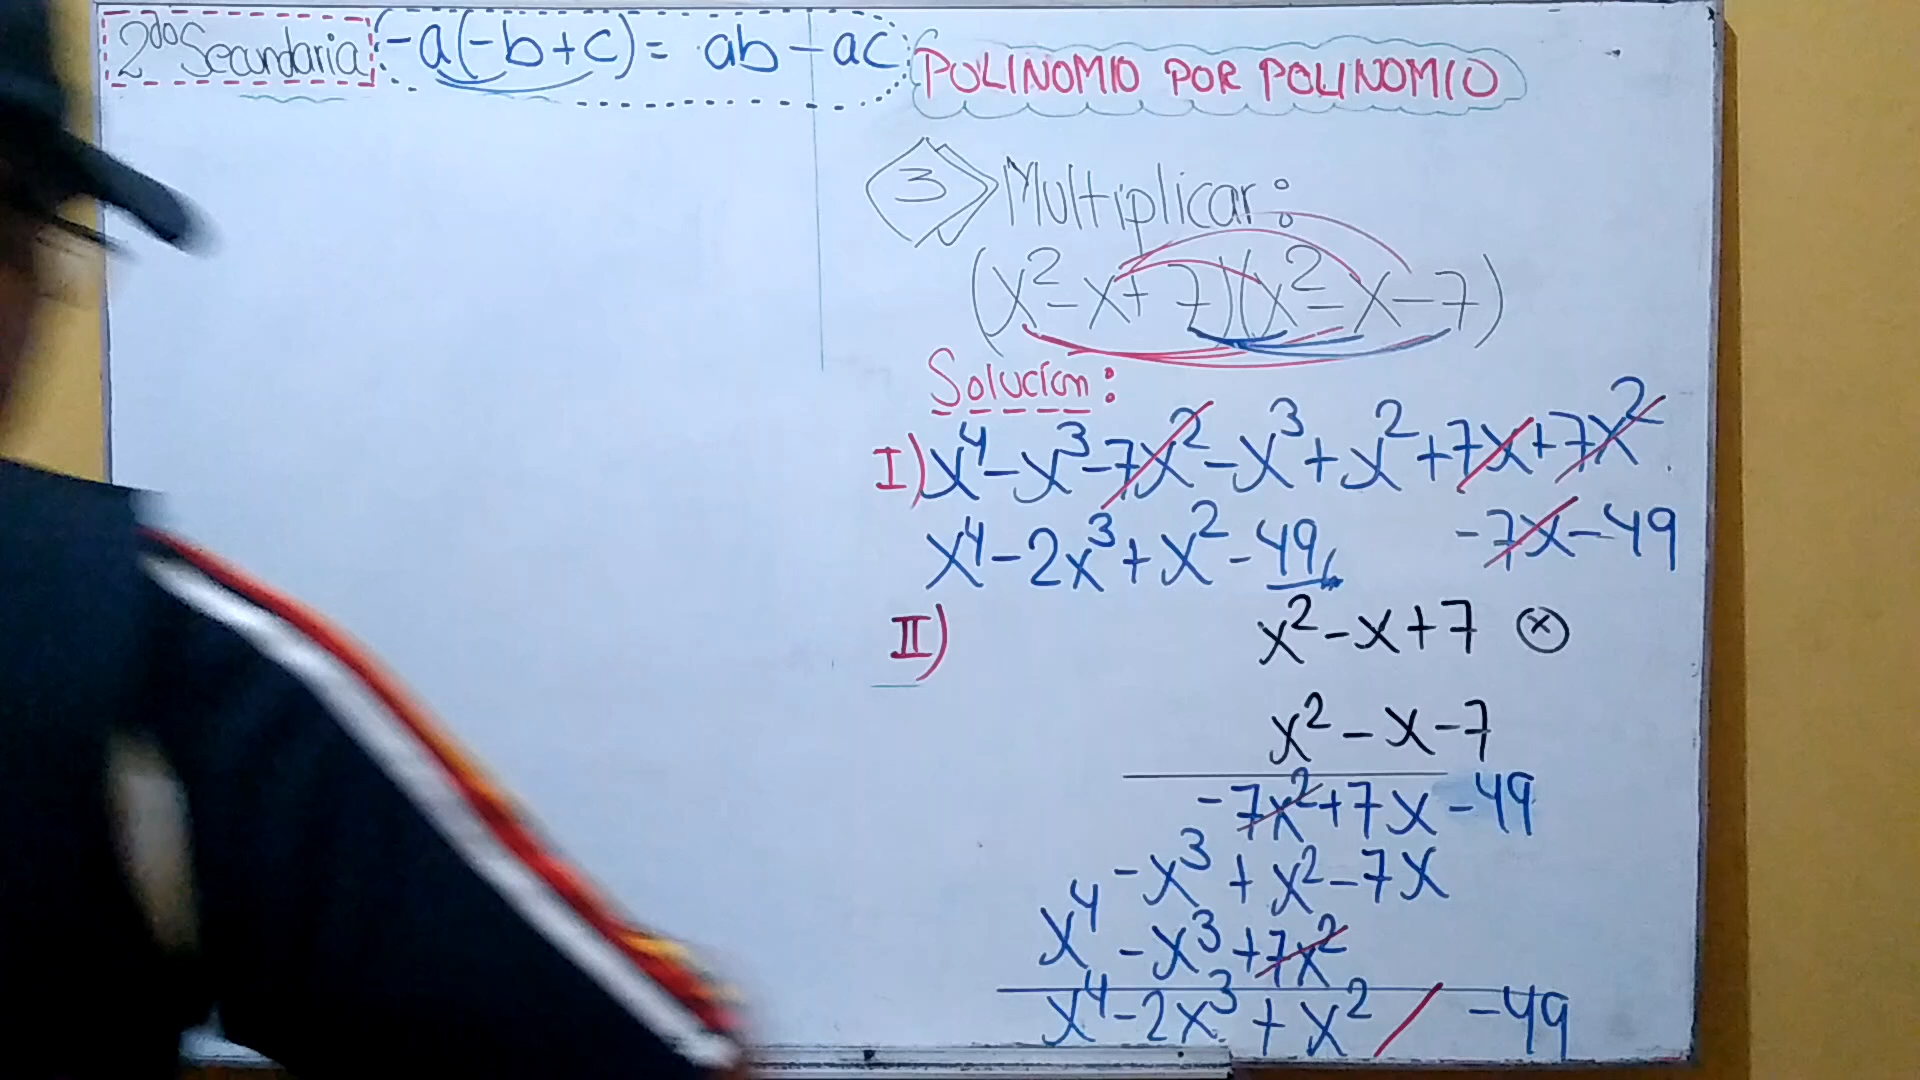 2do Secundaria
-a(-b+c) = ab - ac
POLINOMIO POR POLINOMIO
3 Multiplicar:
(x² - x + 7)(x² - x - 7)
Solución:
I) x⁴ - x³ - 7x² - x³ + x² + 7x + 7x²
- 7x - 49
x⁴ - 2x³ + x² - 49
II)
x² - x + 7 ⊗
x² - x - 7
- 7x² + 7x - 49
- x³ + x² - 7x
x⁴ - x³ + 7x²
x⁴ - 2x³ + x² / - 49